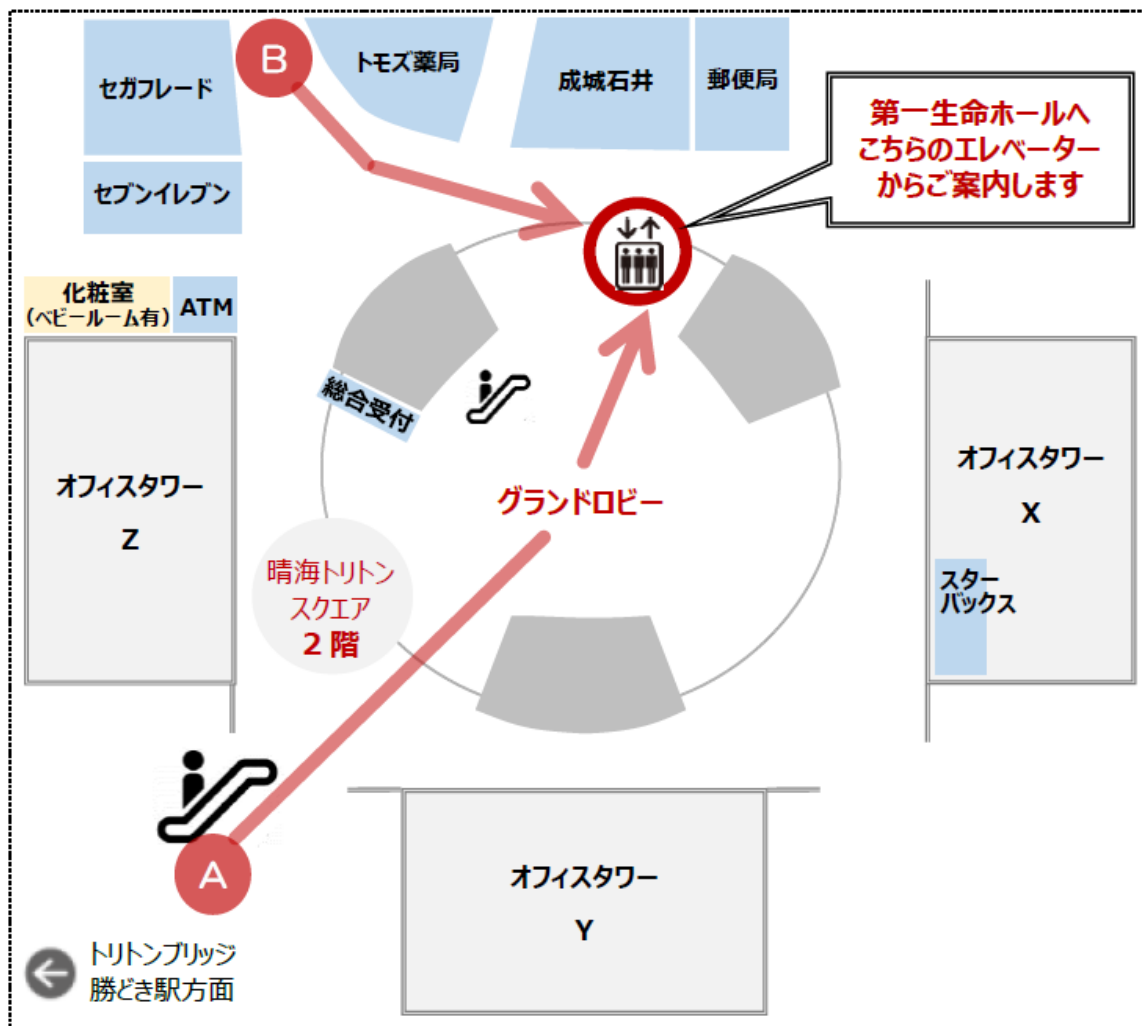 B
セガフレード
トモズ薬局
成城石井
郵便局
セブンイレブン
第一生命ホールへ
こちらのエレベーター
からご案内します
化粧室
（ベビールーム有）
ATM
総合受付
オフィスタワー
Z
グランドロビー
オフィスタワー
X
スター
バックス
晴海トリトン
スクエア
２階
A
オフィスタワー
Y
トリトンブリッジ
勝どき駅方面